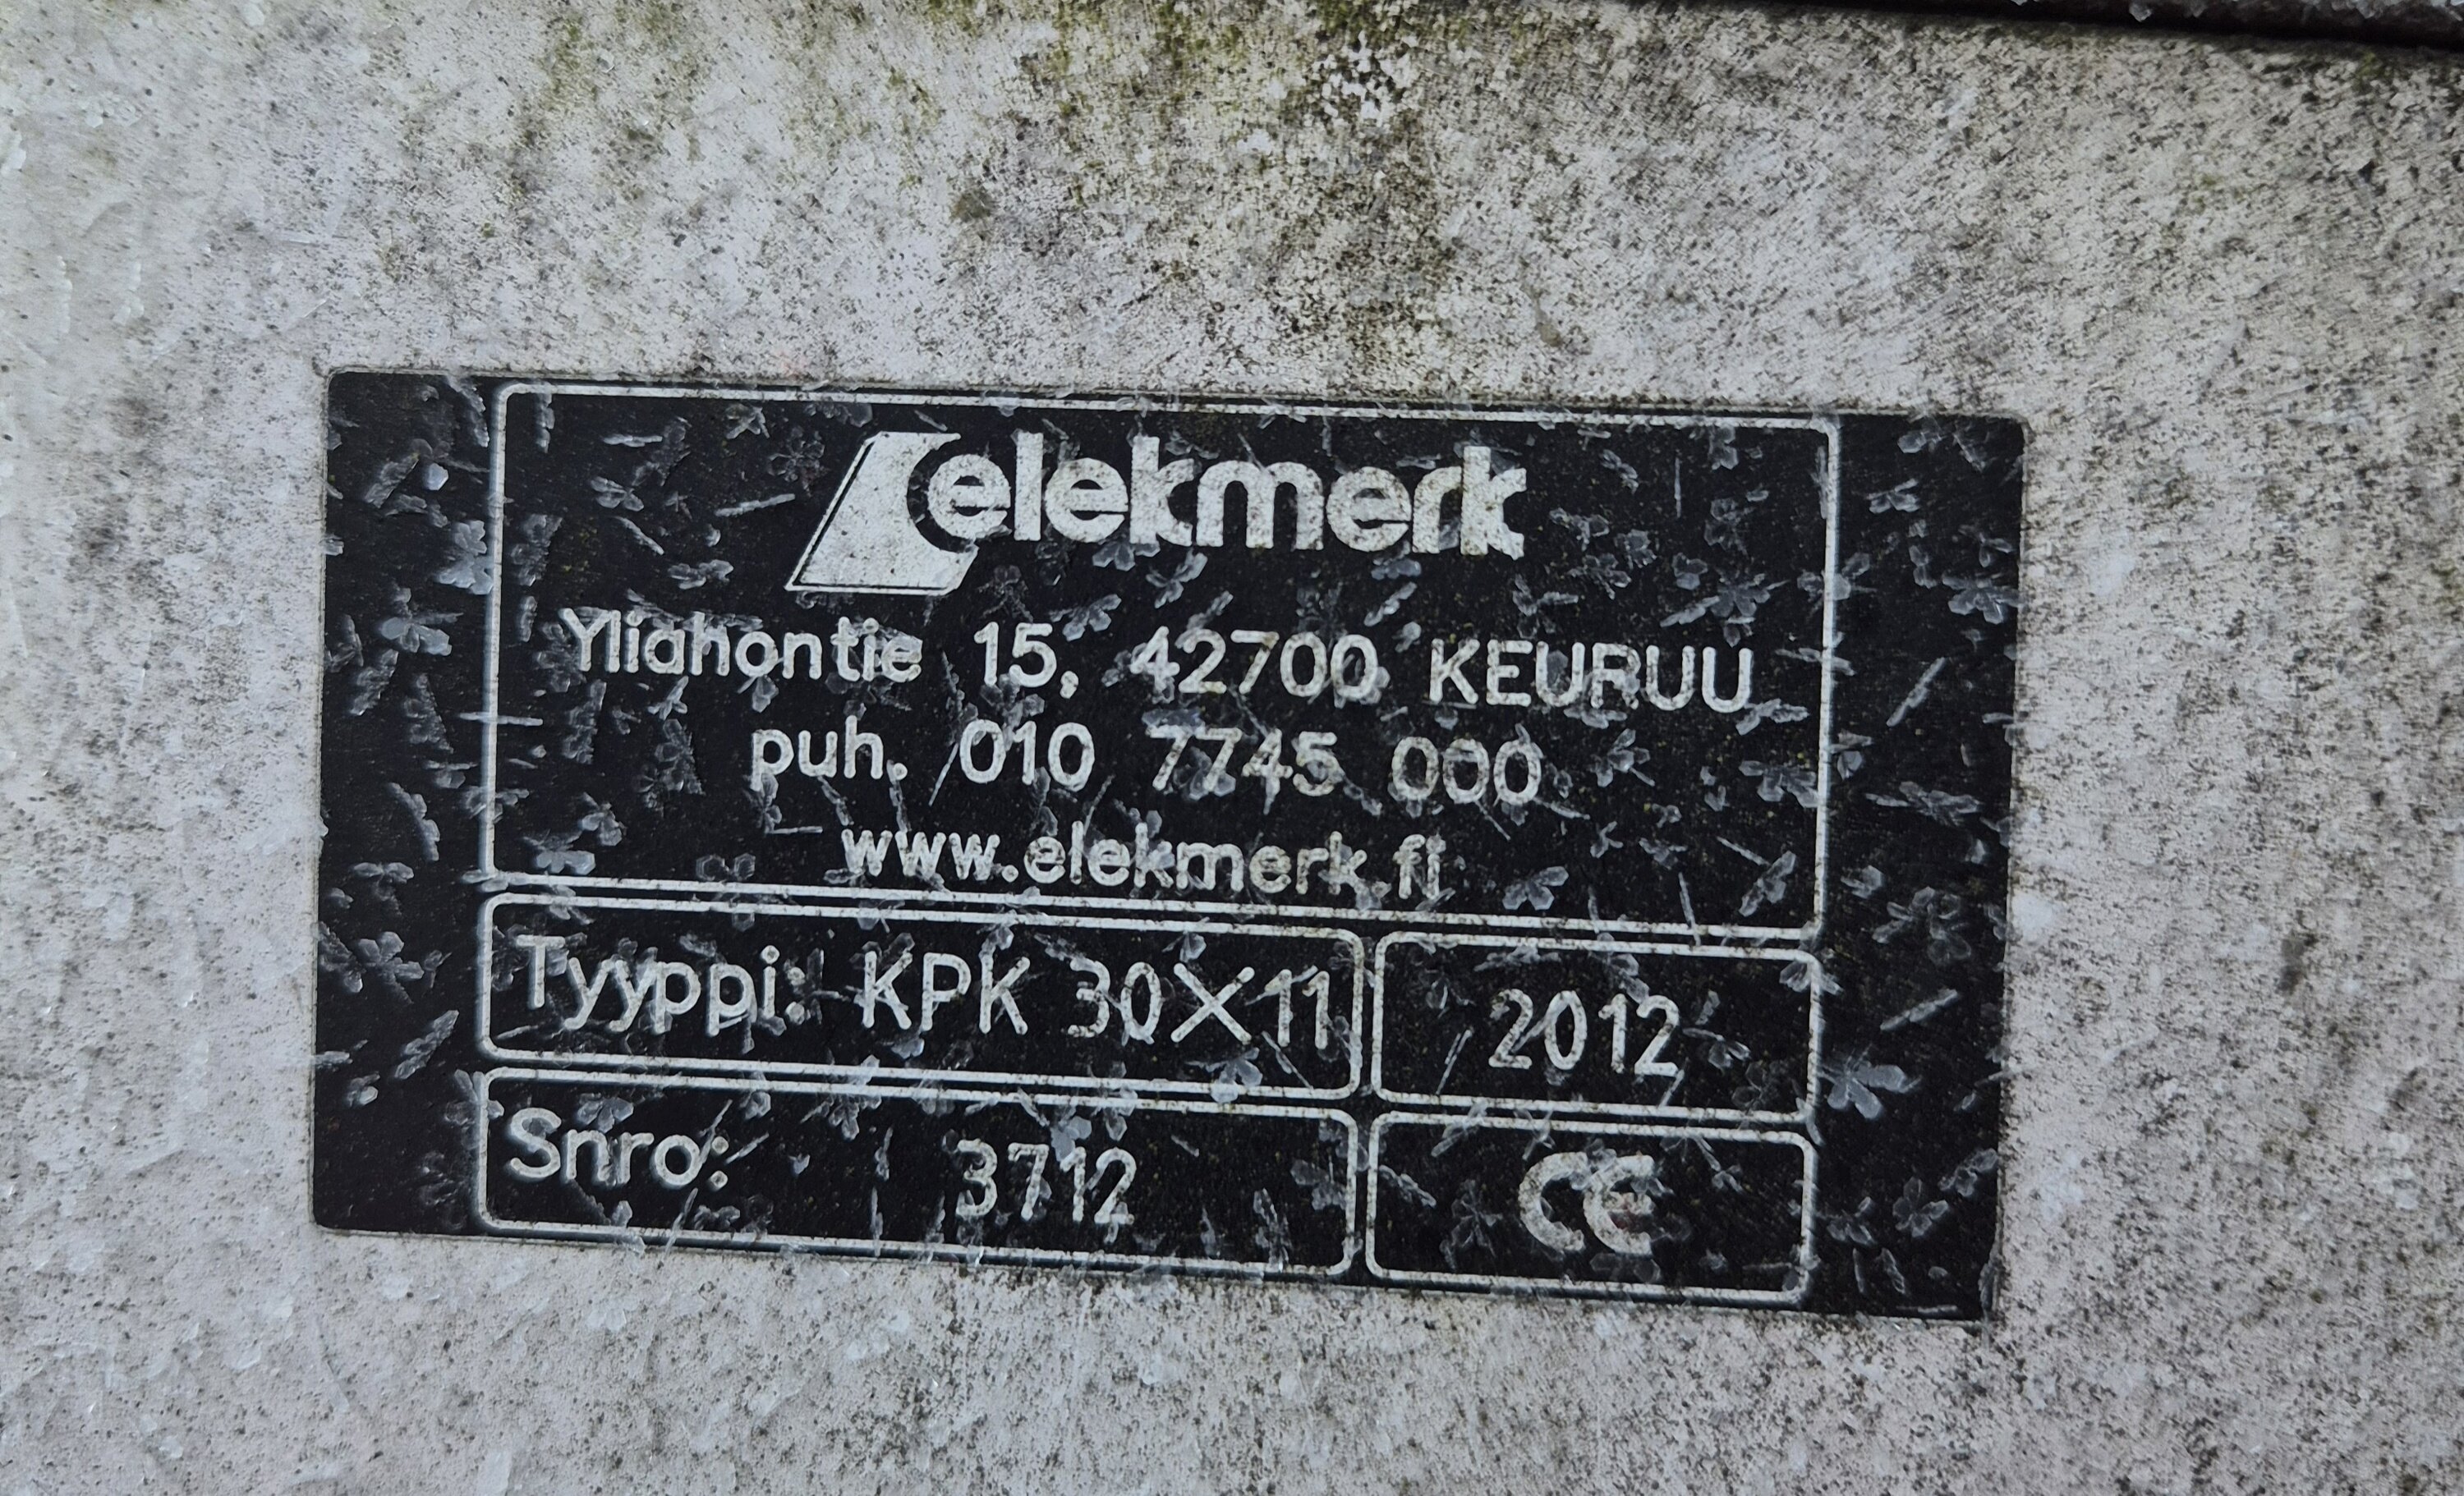 elekmerk
Yliahontie 15, 42700 KEURUU
puh. 010 7745 000
www.elekmerk.fi
Tyyppi: KPK 30X11 2012
Snro: 3712 CE